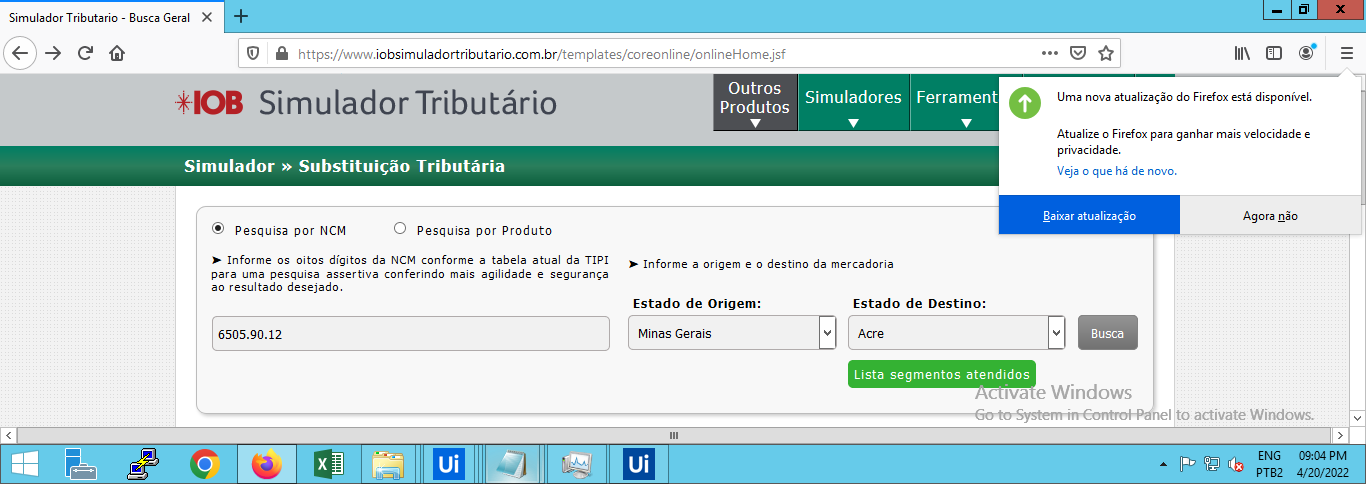 Simulador Tributario - Busca Geral
https://www.iobsimuladortributario.com.br/templates/coreonline/onlineHome.jsf
IOB Simulador Tributário
Outros Produtos
Simuladores
Ferrament
Uma nova atualização do Firefox está disponível.
Atualize o Firefox para ganhar mais velocidade e
privacidade.
Veja o que há de novo.
Baixar atualização
Agora não
Simulador » Substituição Tributária
Pesquisa por NCM
Pesquisa por Produto
➤ Informe os oitos dígitos da NCM conforme a tabela atual da TIPI
para uma pesquisa assertiva conferindo mais agilidade e segurança
ao resultado desejado.
➤ Informe a origem e o destino da mercadoria
Estado de Origem:
Estado de Destino:
6505.90.12
Minas Gerais
Acre
Busca
Lista segmentos atendidos
Activate Windows
Go to System in Control Panel to activate Windows.
Ui
Ui
ENG
PTB2
09:04 PM
4/20/2022